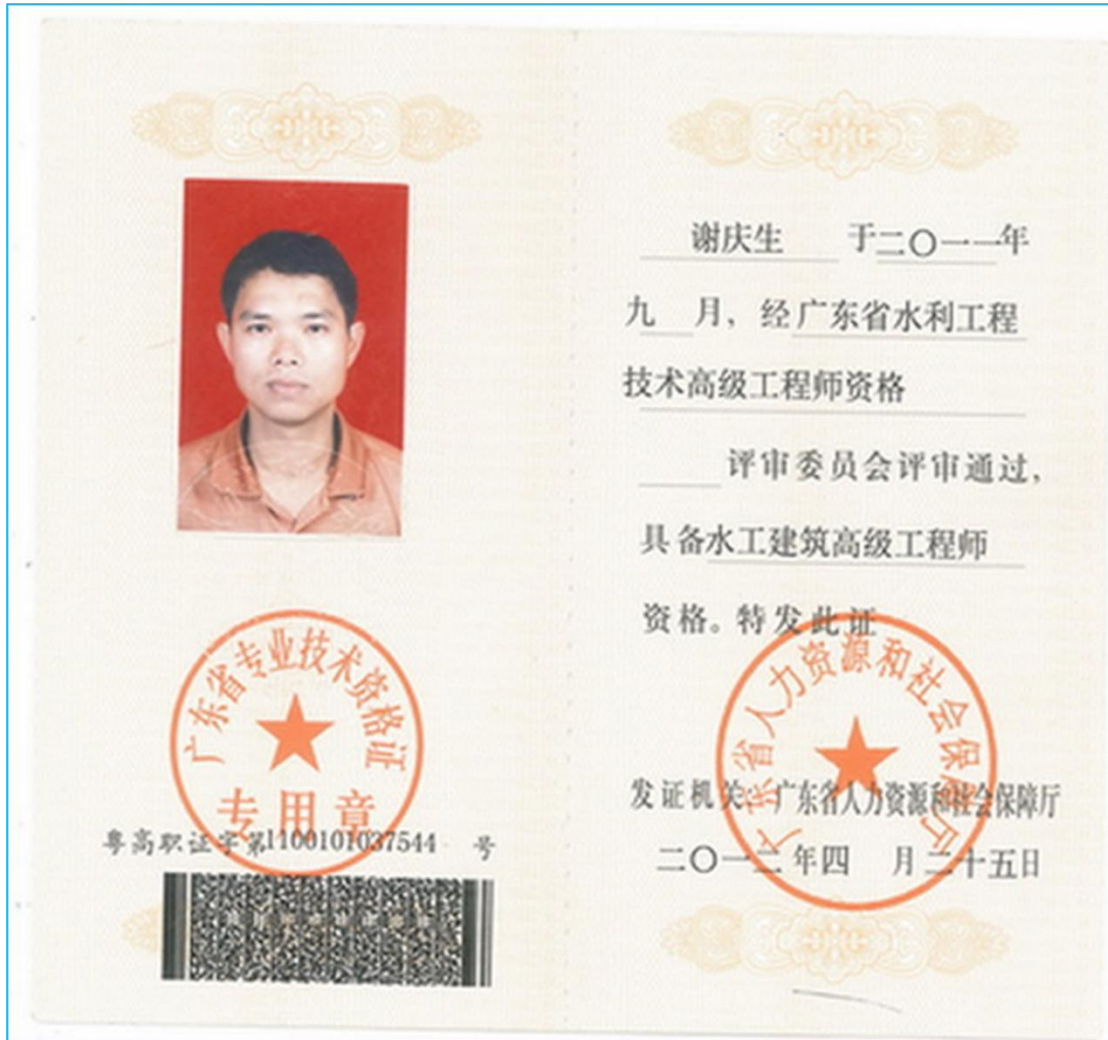 广东省专业技术资格证
专用章
粤高职证字第1100101037544号
谢庆生 于二〇一一年
九 月，经广东省水利工程
技术高级工程师资格
评审委员会评审通过，
具备水工建筑高级工程师
资格。特发此证
广东省人力资源和社会保障厅
发证机关：广东省人力资源和社会保障厅
二〇一二年四 月二十五日